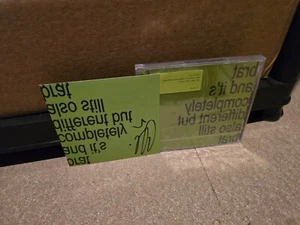 brat
and it's
completely
different but
also still
brat
brat
and it's
completely
different but
also still
brat